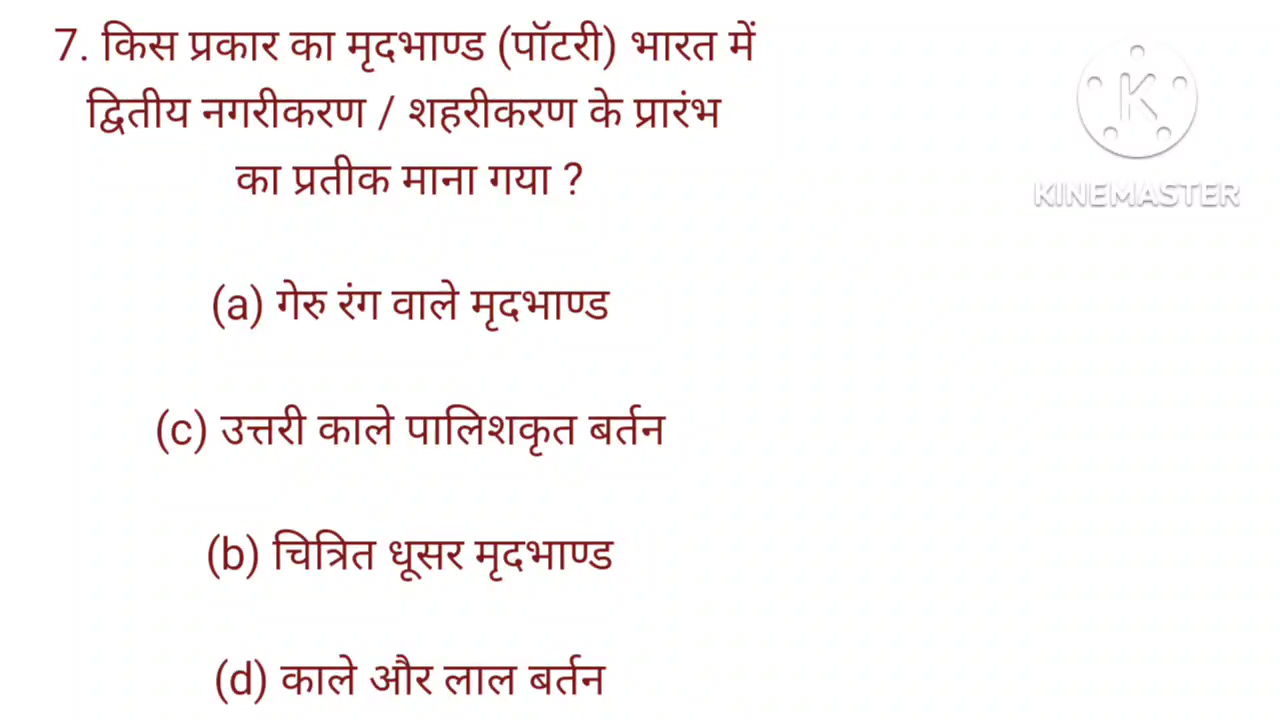 7. किस प्रकार का मृदभाण्ड (पॉटरी) भारत में
द्वितीय नगरीकरण / शहरीकरण के प्रारंभ
का प्रतीक माना गया ?
K
KINEMASTER
(a) गेरु रंग वाले मृदभाण्ड
(c) उत्तरी काले पालिशकृत बर्तन
(b) चित्रित धूसर मृदभाण्ड
(d) काले और लाल बर्तन